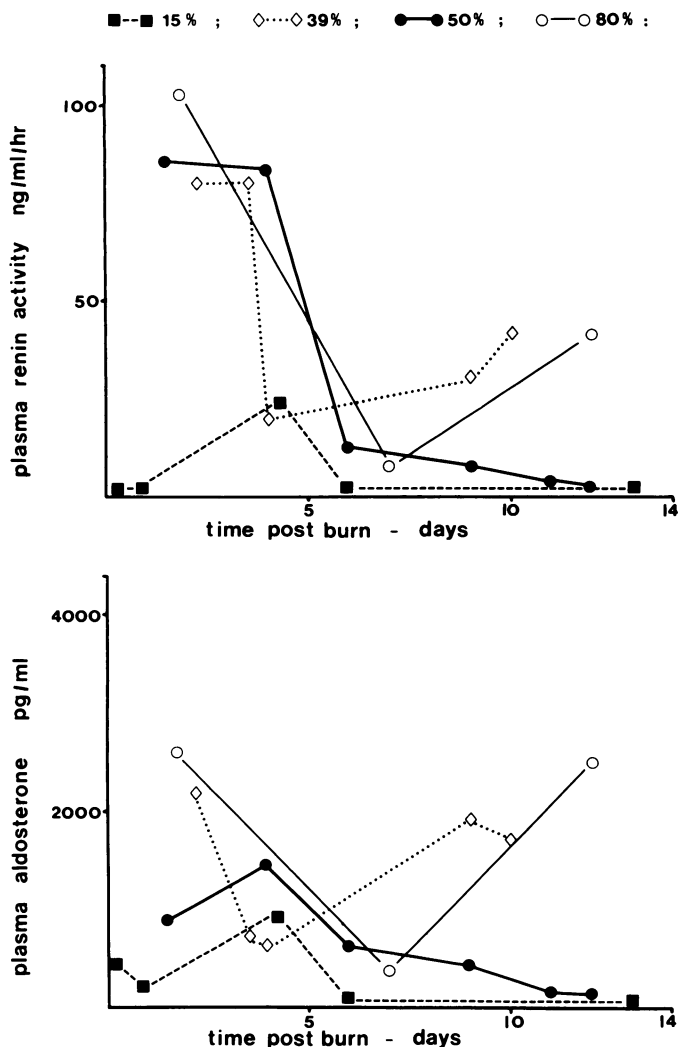 15% ; 39% ; 50% ; 80% :
100
50
plasma renin activity ng/ml/hr
5 10 14
time post burn - days
4000
2000
plasma aldosterone pg/ml
5 10 14
time post burn - days